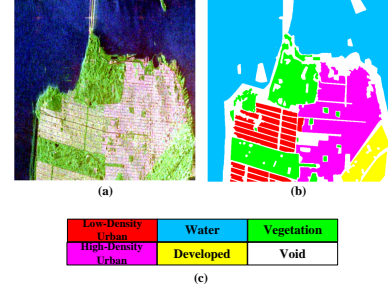 (a) (b)
Low-Density Water Vegetation
Urban
High-Density Developed Void
Urban
(c)